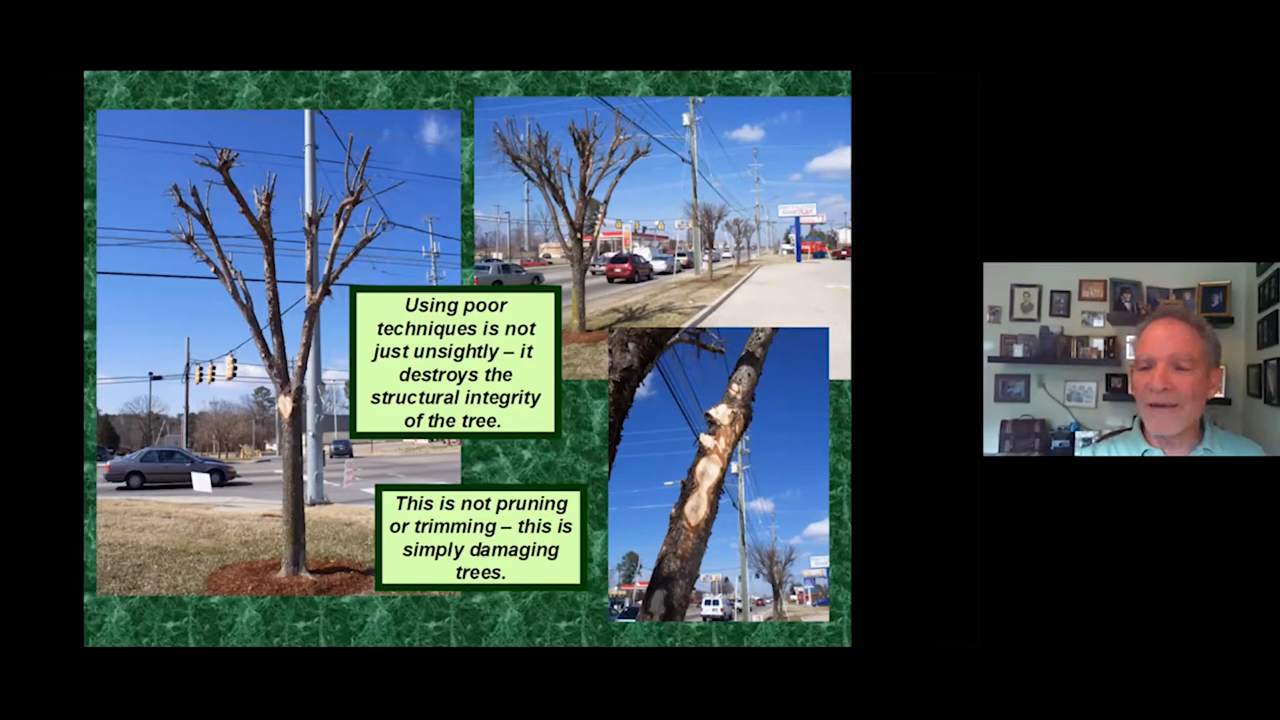 Using poor
techniques is not
just unsightly – it
destroys the
structural integrity
of the tree.
This is not pruning
or trimming – this is
simply damaging
trees.